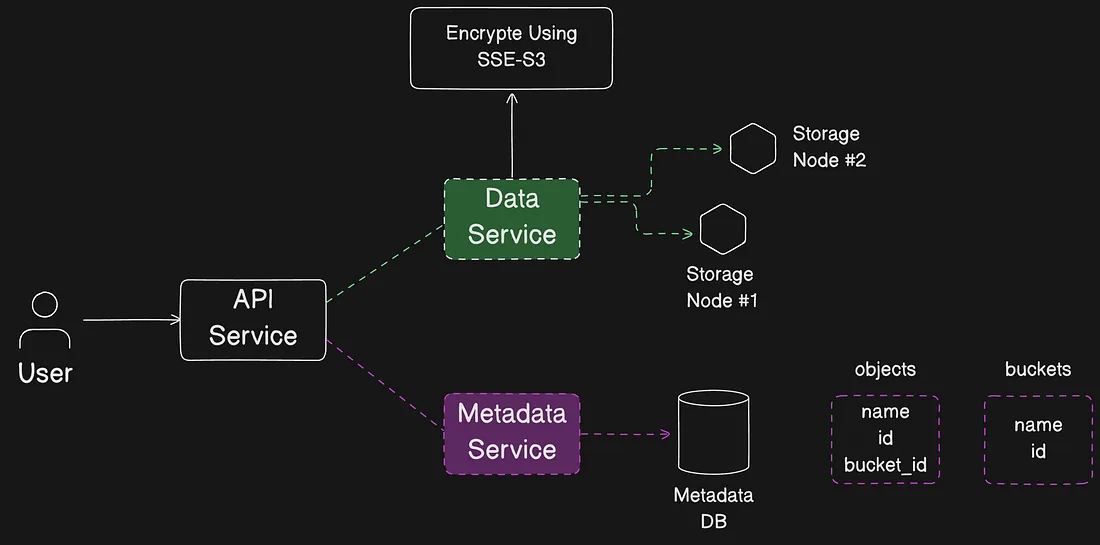 Encrypte Using
SSE-S3
Data
Service
Storage
Node #2
Storage
Node #1
API
Service
User
Metadata
Service
Metadata
DB
objects
name
id
bucket_id
buckets
name
id